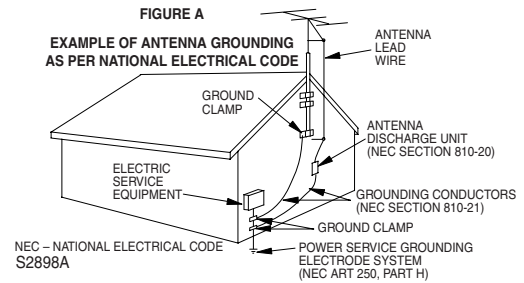 FIGURE A
EXAMPLE OF ANTENNA GROUNDING
AS PER NATIONAL ELECTRICAL CODE
ANTENNA
LEAD
WIRE
GROUND
CLAMP
ANTENNA
DISCHARGE UNIT
(NEC SECTION 810-20)
ELECTRIC
SERVICE
EQUIPMENT
GROUNDING CONDUCTORS
(NEC SECTION 810-21)
GROUND CLAMP
NEC – NATIONAL ELECTRICAL CODE
S2898A
POWER SERVICE GROUNDING
ELECTRODE SYSTEM
(NEC ART 250, PART H)